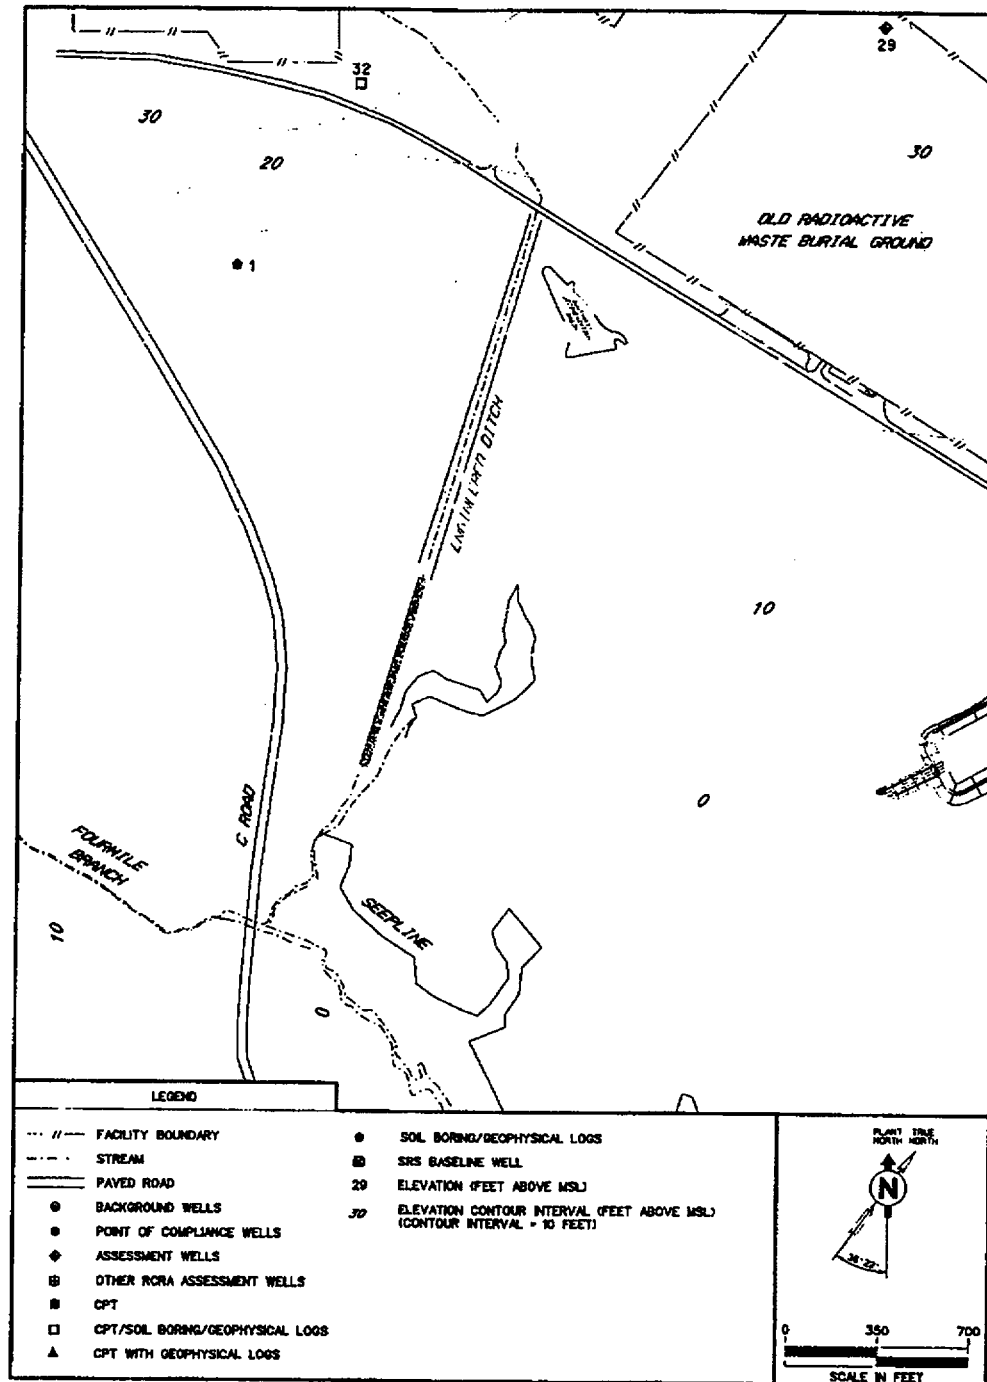 29
32
30
20
30
OLD RADIOACTIVE
WASTE BURIAL GROUND
1
DITCH
10
0
C ROAD
FOURMILE
BRANCH
SEEPLINE
10
0
LEGEND
FACILITY BOUNDARY
STREAM
PAVED ROAD
BACKGROUND WELLS
POINT OF COMPLIANCE WELLS
ASSESSMENT WELLS
OTHER RCRA ASSESSMENT WELLS
CPT
CPT/SOIL BORING/GEOPHYSICAL LOGS
CPT WITH GEOPHYSICAL LOGS
SOIL BORING/GEOPHYSICAL LOGS
SRS BASELINE WELL
29 ELEVATION (FEET ABOVE MSL)
30 ELEVATION CONTOUR INTERVAL (FEET ABOVE MSL)
(CONTOUR INTERVAL = 10 FEET)
PLANT TRUE
NORTH NORTH
N
0 350 700
SCALE IN FEET